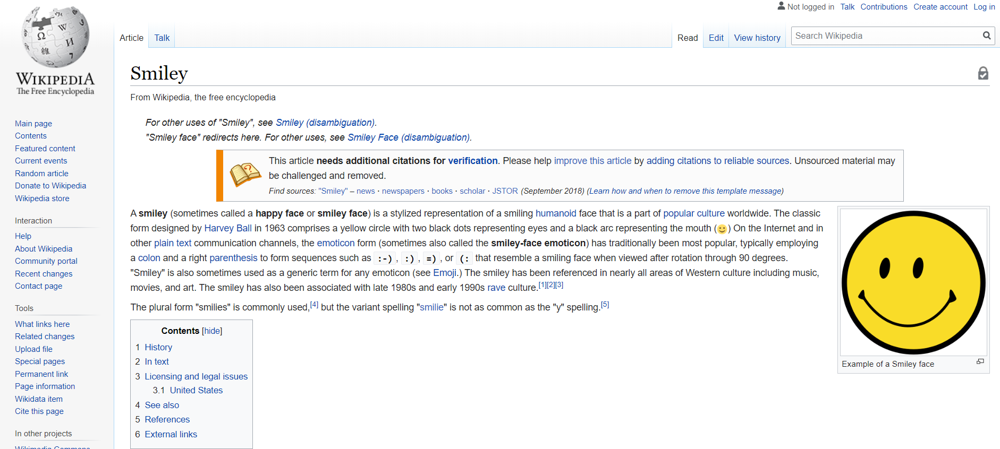 Not logged in Talk Contributions Create account Log in
Article Talk Read Edit View history Search Wikipedia
WIKIPEDIA
The Free Encyclopedia
Main page
Contents
Featured content
Current events
Random article
Donate to Wikipedia
Wikipedia store
Interaction
Help
About Wikipedia
Community portal
Recent changes
Contact page
Tools
What links here
Related changes
Upload file
Special pages
Permanent link
Page information
Wikidata item
Cite this page
In other projects
Wikimedia Commons
Smiley
From Wikipedia, the free encyclopedia
For other uses of "Smiley", see Smiley (disambiguation).
"Smiley face" redirects here. For other uses, see Smiley Face (disambiguation).
This article needs additional citations for verification. Please help improve this article by adding citations to reliable sources. Unsourced material may
be challenged and removed.
Find sources: "Smiley" – news · newspapers · books · scholar · JSTOR (September 2018) (Learn how and when to remove this template message)
A smiley (sometimes called a happy face or smiley face) is a stylized representation of a smiling humanoid face that is a part of popular culture worldwide. The classic
form designed by Harvey Ball in 1963 comprises a yellow circle with two black dots representing eyes and a black arc representing the mouth (🙂) On the Internet and in
other plain text communication channels, the emoticon form (sometimes also called the smiley-face emoticon) has traditionally been most popular, typically employing
a colon and a right parenthesis to form sequences such as :-), :), =), or (: that resemble a smiling face when viewed after rotation through 90 degrees.
"Smiley" is also sometimes used as a generic term for any emoticon (see Emoji.) The smiley has been referenced in nearly all areas of Western culture including music,
movies, and art. The smiley has also been associated with late 1980s and early 1990s rave culture.[1][2][3]
The plural form "smilies" is commonly used,[4] but the variant spelling "smilie" is not as common as the "y" spelling.[5]
Example of a Smiley face
Contents [hide]
1 History
2 In text
3 Licensing and legal issues
3.1 United States
4 See also
5 References
6 External links